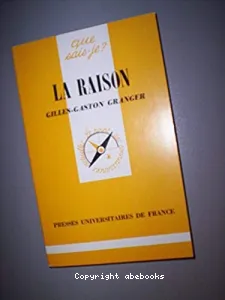 que
sais-je?
LA RAISON
GILLES-GASTON GRANGER
PRESSES UNIVERSITAIRES DE FRANCE
Copyright abebooks